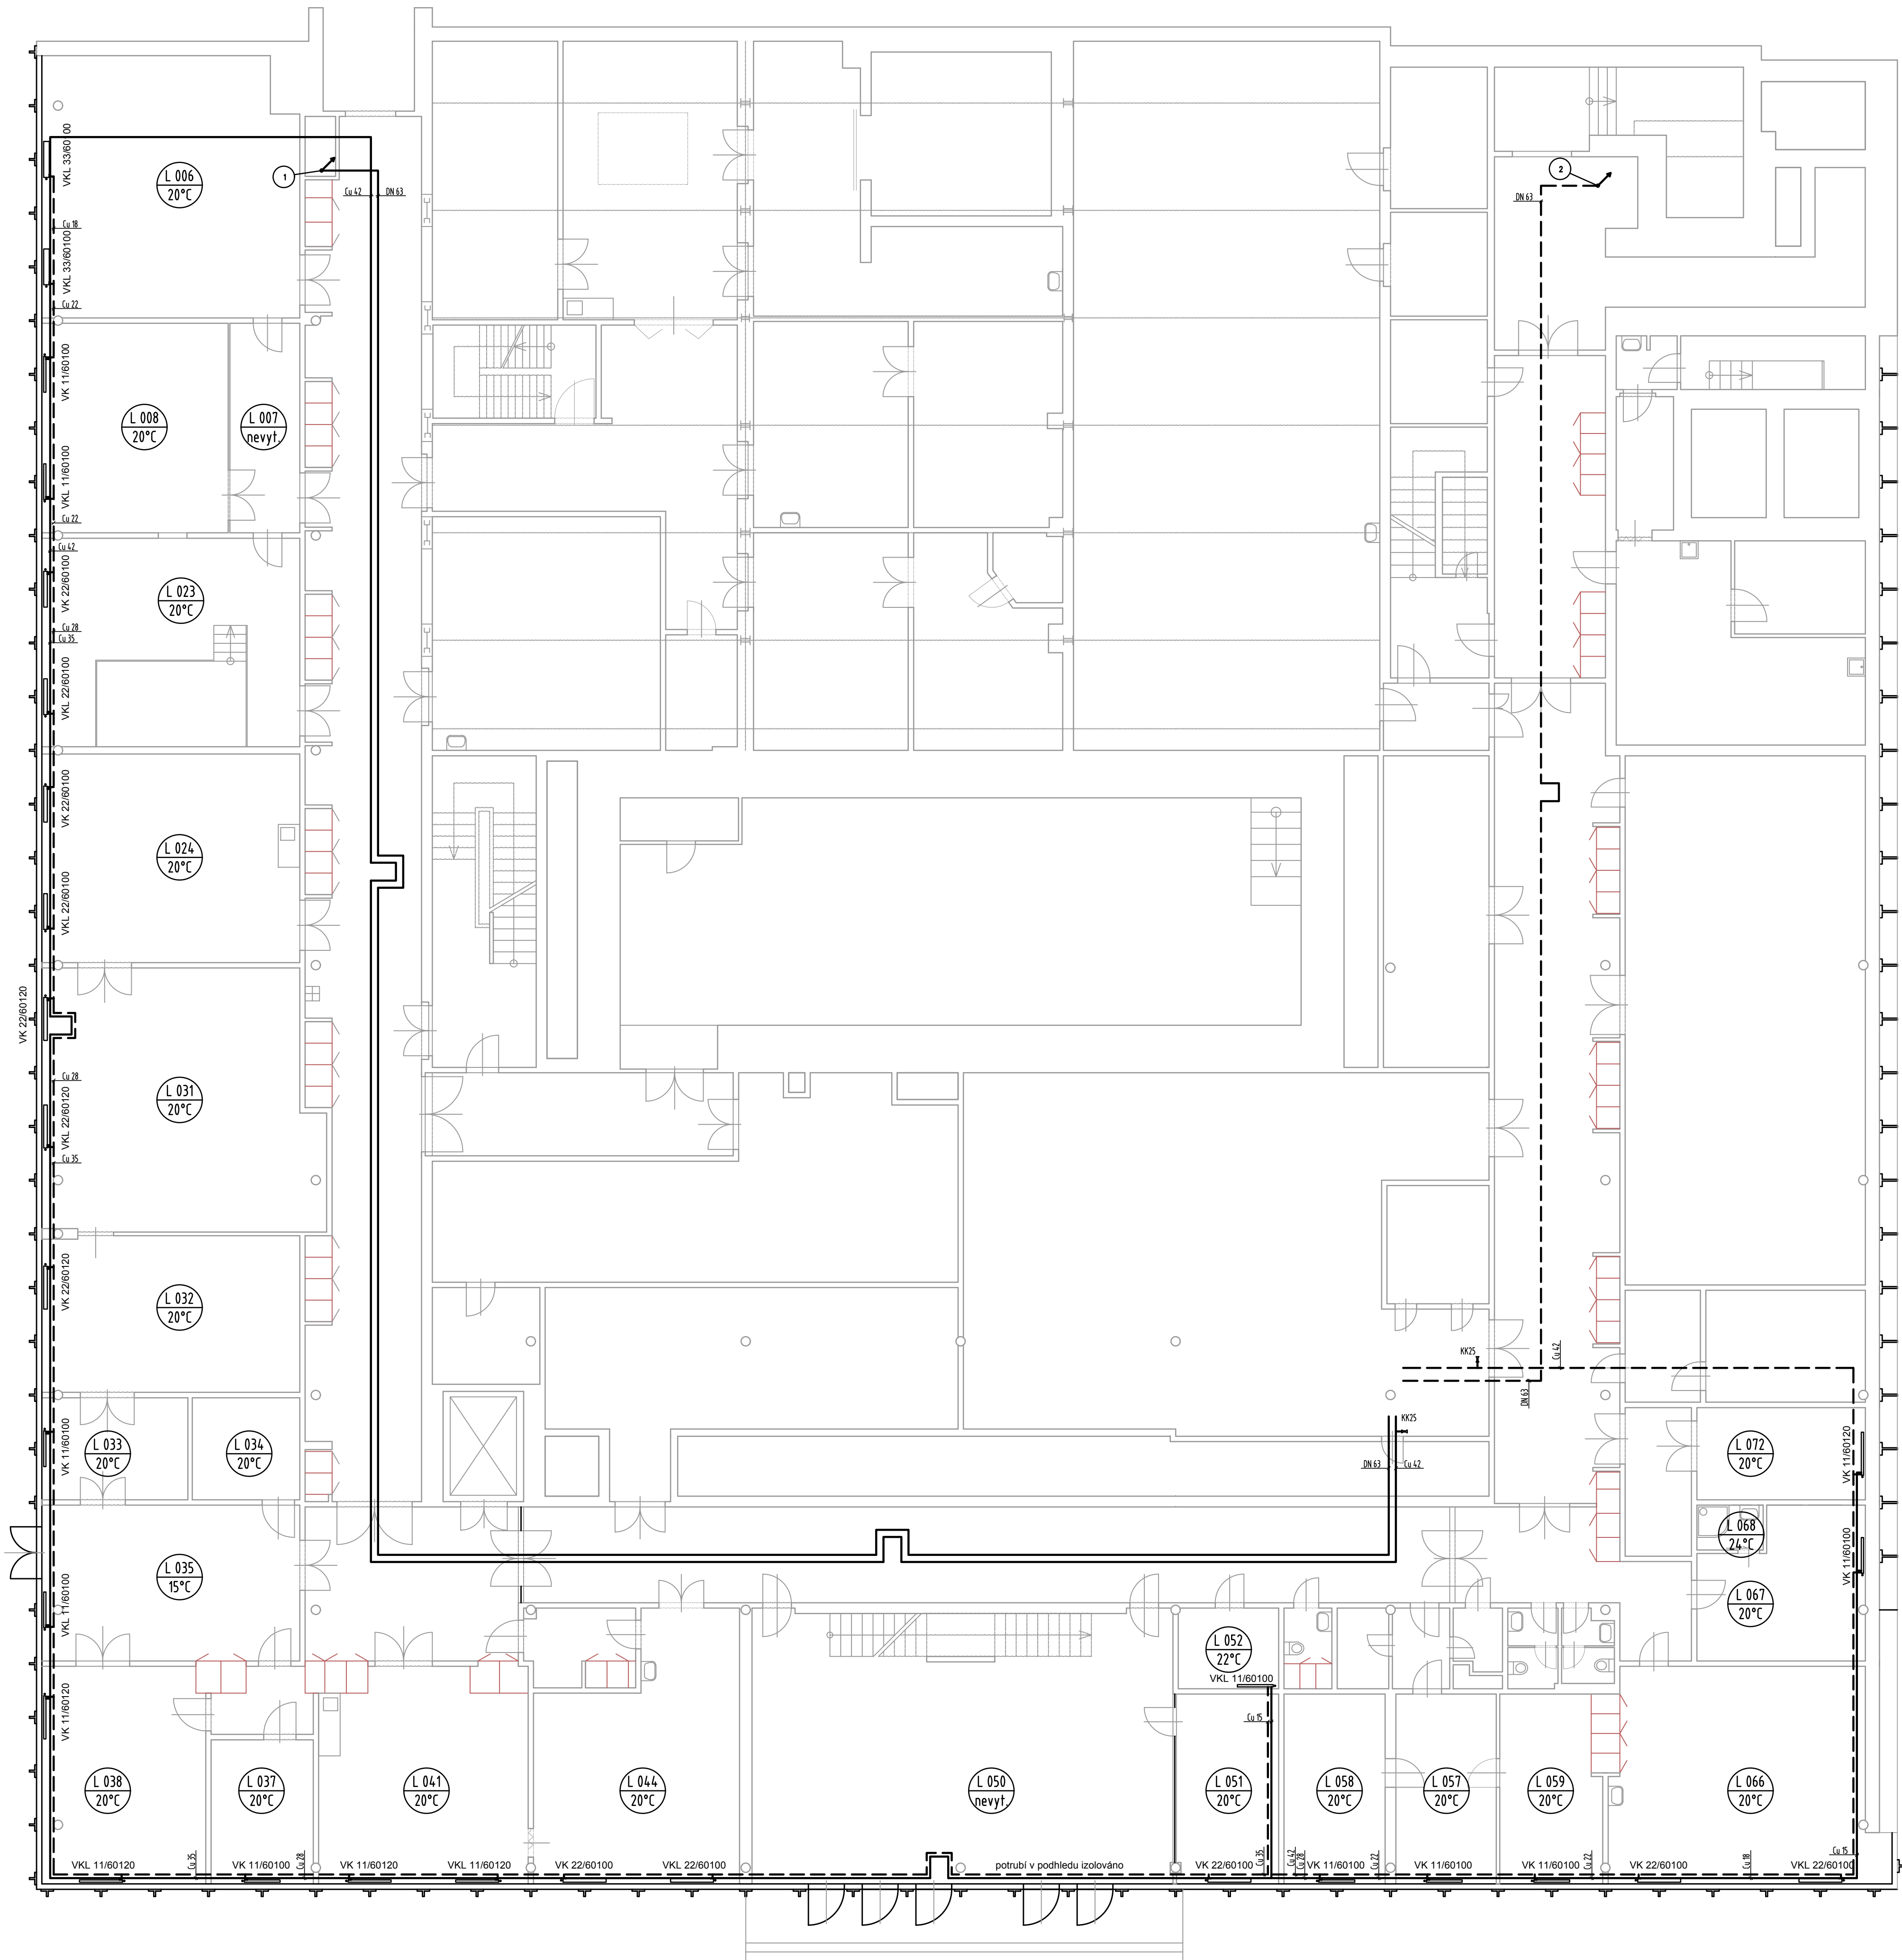 VKL 33/60100
L 006
20°C
1
Cu 42
DN 63
2
DN 63
Cu 18
VKL 33/60100
Cu 22
VK 11/60100
L 008
20°C
L 007
nevyt.
VKL 11/60100
Cu 22
Cu 42
VK 22/60100
L 023
20°C
Cu 28
Cu 35
VKL 22/60100
VK 22/60100
L 024
20°C
VKL 22/60100
VK 22/60120
Cu 28
L 031
20°C
VKL 22/60120
Cu 35
VK 22/60120
L 032
20°C
KK25
Cu 42
DN 63
KK25
DN 63
Cu 42
VK 11/60100
L 033
20°C
L 034
20°C
L 072
20°C
VK 11/60120
L 068
24°C
VK 11/60100
L 035
15°C
VKL 11/60100
L 067
20°C
L 052
22°C
VKL 11/60100
Cu 15
VK 11/60120
L 038
20°C
L 037
20°C
L 041
20°C
L 044
20°C
L 050
nevyt.
L 051
20°C
L 058
20°C
L 057
20°C
L 059
20°C
L 066
20°C
VKL 11/60120
Cu 35
VK 11/60100
Cu 28
VK 11/60120
VKL 11/60120
VK 22/60100
VKL 22/60100
potrubí v podhledu izolováno
VK 22/60100
Cu 35
Cu 42
Cu 28
VK 11/60100
Cu 22
VK 11/60100
VK 11/60100
Cu 22
VK 22/60100
Cu 18
VKL 22/60100
Cu 15